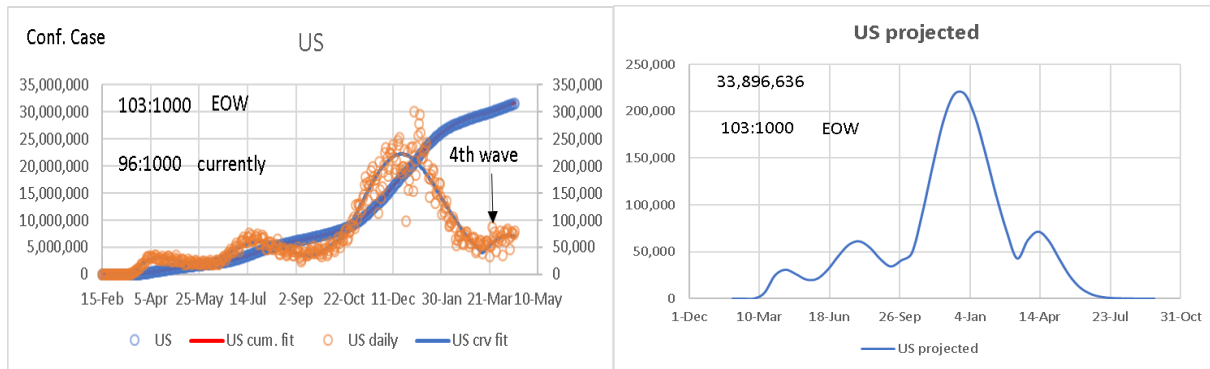 Conf. Case
US
35,000,000
30,000,000
25,000,000
20,000,000
15,000,000
10,000,000
5,000,000
0
350,000
300,000
250,000
200,000
150,000
100,000
50,000
0
103:1000 EOW
96:1000 currently
4th wave
15-Feb 5-Apr 25-May 14-Jul 2-Sep 22-Oct 11-Dec 30-Jan 21-Mar 10-May
US US cum. fit US daily US crv fit
US projected
250,000
200,000
150,000
100,000
50,000
0
33,896,636
103:1000 EOW
1-Dec 10-Mar 18-Jun 26-Sep 4-Jan 14-Apr 23-Jul 31-Oct
US projected